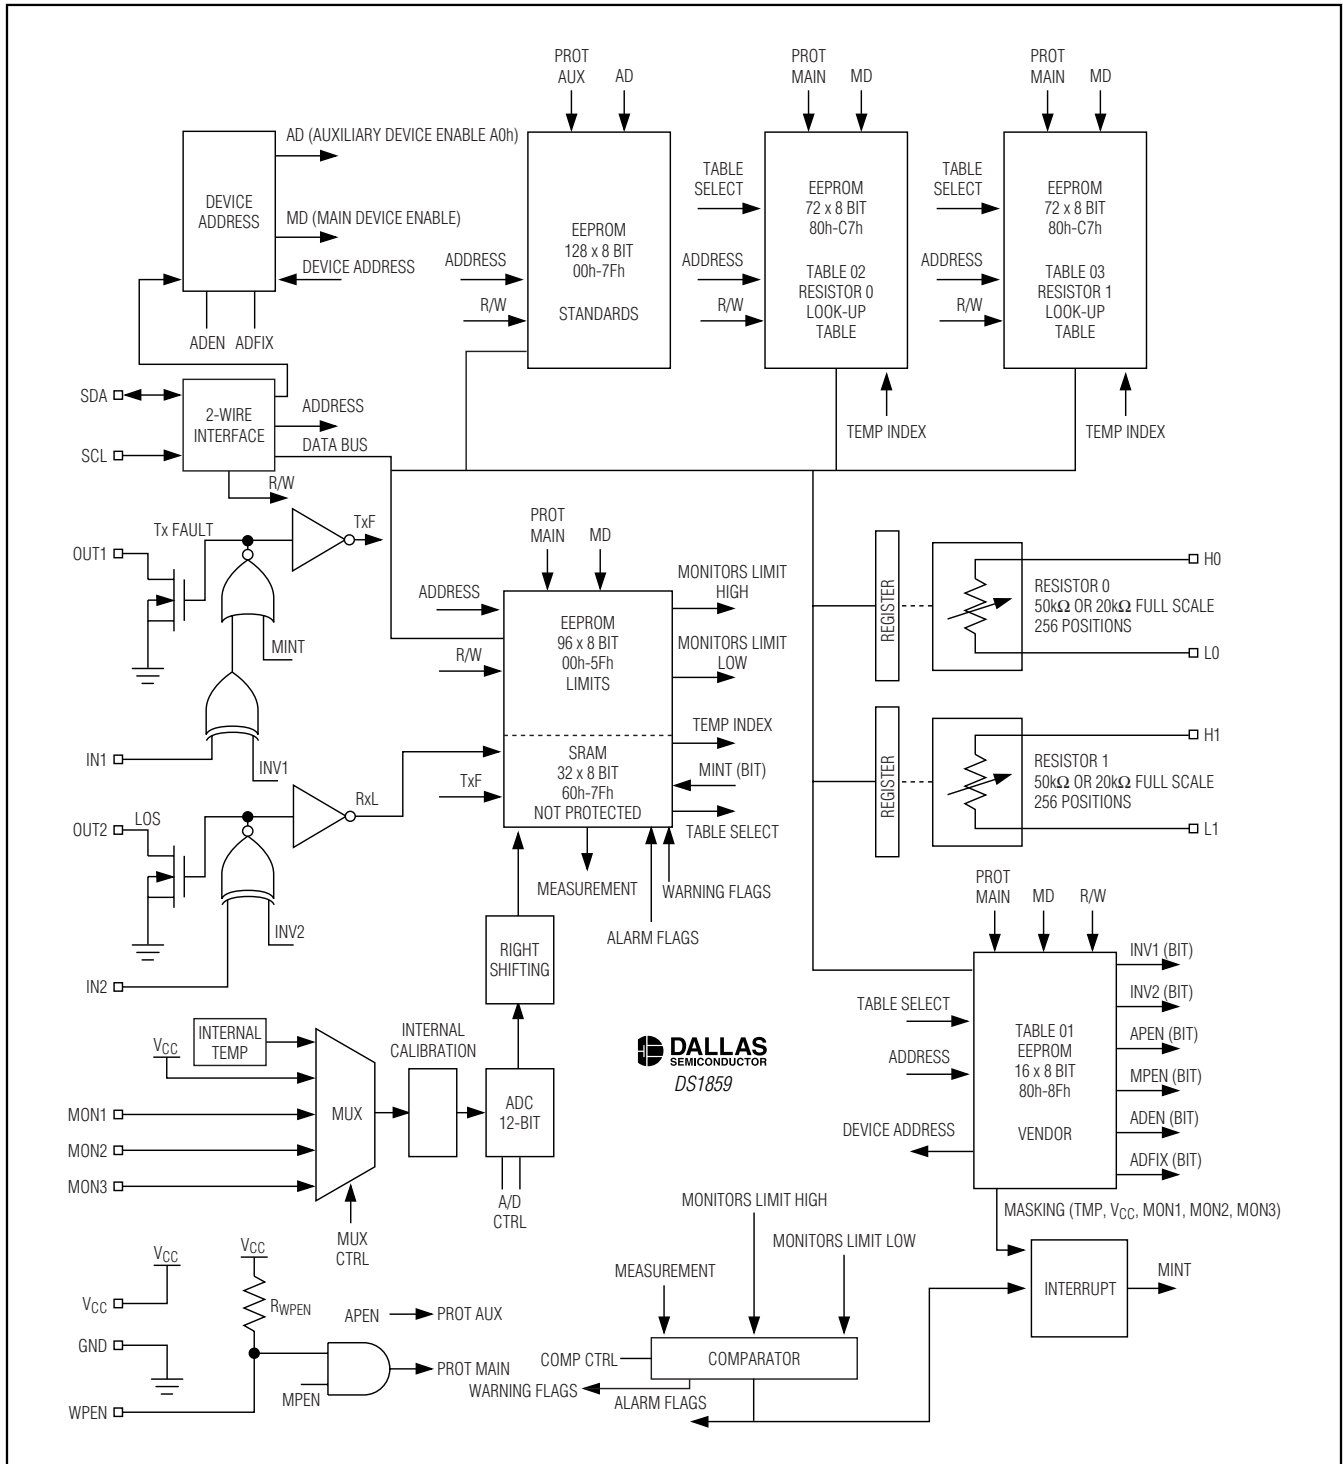 PROT
AUX
AD
PROT
MAIN
MD
PROT
MAIN
MD
AD (AUXILIARY DEVICE ENABLE A0h)
DEVICE
ADDRESS
MD (MAIN DEVICE ENABLE)
DEVICE ADDRESS
ADEN
ADFIX
ADDRESS
R/W
EEPROM
128 x 8 BIT
00h-7Fh
STANDARDS
TABLE
SELECT
ADDRESS
R/W
EEPROM
72 x 8 BIT
80h-C7h
TABLE 02
RESISTOR 0
LOOK-UP
TABLE
TEMP INDEX
TABLE
SELECT
ADDRESS
R/W
EEPROM
72 x 8 BIT
80h-C7h
TABLE 03
RESISTOR 1
LOOK-UP
TABLE
TEMP INDEX
SDA
SCL
2-WIRE
INTERFACE
ADDRESS
DATA BUS
R/W
Tx FAULT
TxF
OUT1
MINT
IN1
INV1
RxL
OUT2
LOS
INV2
IN2
PROT
MAIN
MD
ADDRESS
R/W
EEPROM
96 x 8 BIT
00h-5Fh
LIMITS
SRAM
32 x 8 BIT
60h-7Fh
NOT PROTECTED
TxF
MONITORS LIMIT
HIGH
MONITORS LIMIT
LOW
TEMP INDEX
MINT (BIT)
TABLE SELECT
MEASUREMENT
WARNING FLAGS
ALARM FLAGS
REGISTER
RESISTOR 0
50kΩ OR 20kΩ FULL SCALE
256 POSITIONS
H0
L0
REGISTER
RESISTOR 1
50kΩ OR 20kΩ FULL SCALE
256 POSITIONS
H1
L1
RIGHT
SHIFTING
INTERNAL
TEMP
VCC
MON1
MON2
MON3
MUX
MUX
CTRL
INTERNAL
CALIBRATION
ADC
12-BIT
A/D
CTRL
DALLAS
SEMICONDUCTOR
DS1859
PROT
MAIN
MD
R/W
TABLE SELECT
ADDRESS
DEVICE ADDRESS
TABLE 01
EEPROM
16 x 8 BIT
80h-8Fh
VENDOR
INV1 (BIT)
INV2 (BIT)
APEN (BIT)
MPEN (BIT)
ADEN (BIT)
ADFIX (BIT)
MASKING (TMP, VCC, MON1, MON2, MON3)
INTERRUPT
MINT
MONITORS LIMIT HIGH
MONITORS LIMIT LOW
MEASUREMENT
COMP CTRL
COMPARATOR
WARNING FLAGS
ALARM FLAGS
VCC
VCC
GND
VCC
RWPEN
APEN
PROT AUX
PROT MAIN
MPEN
WPEN